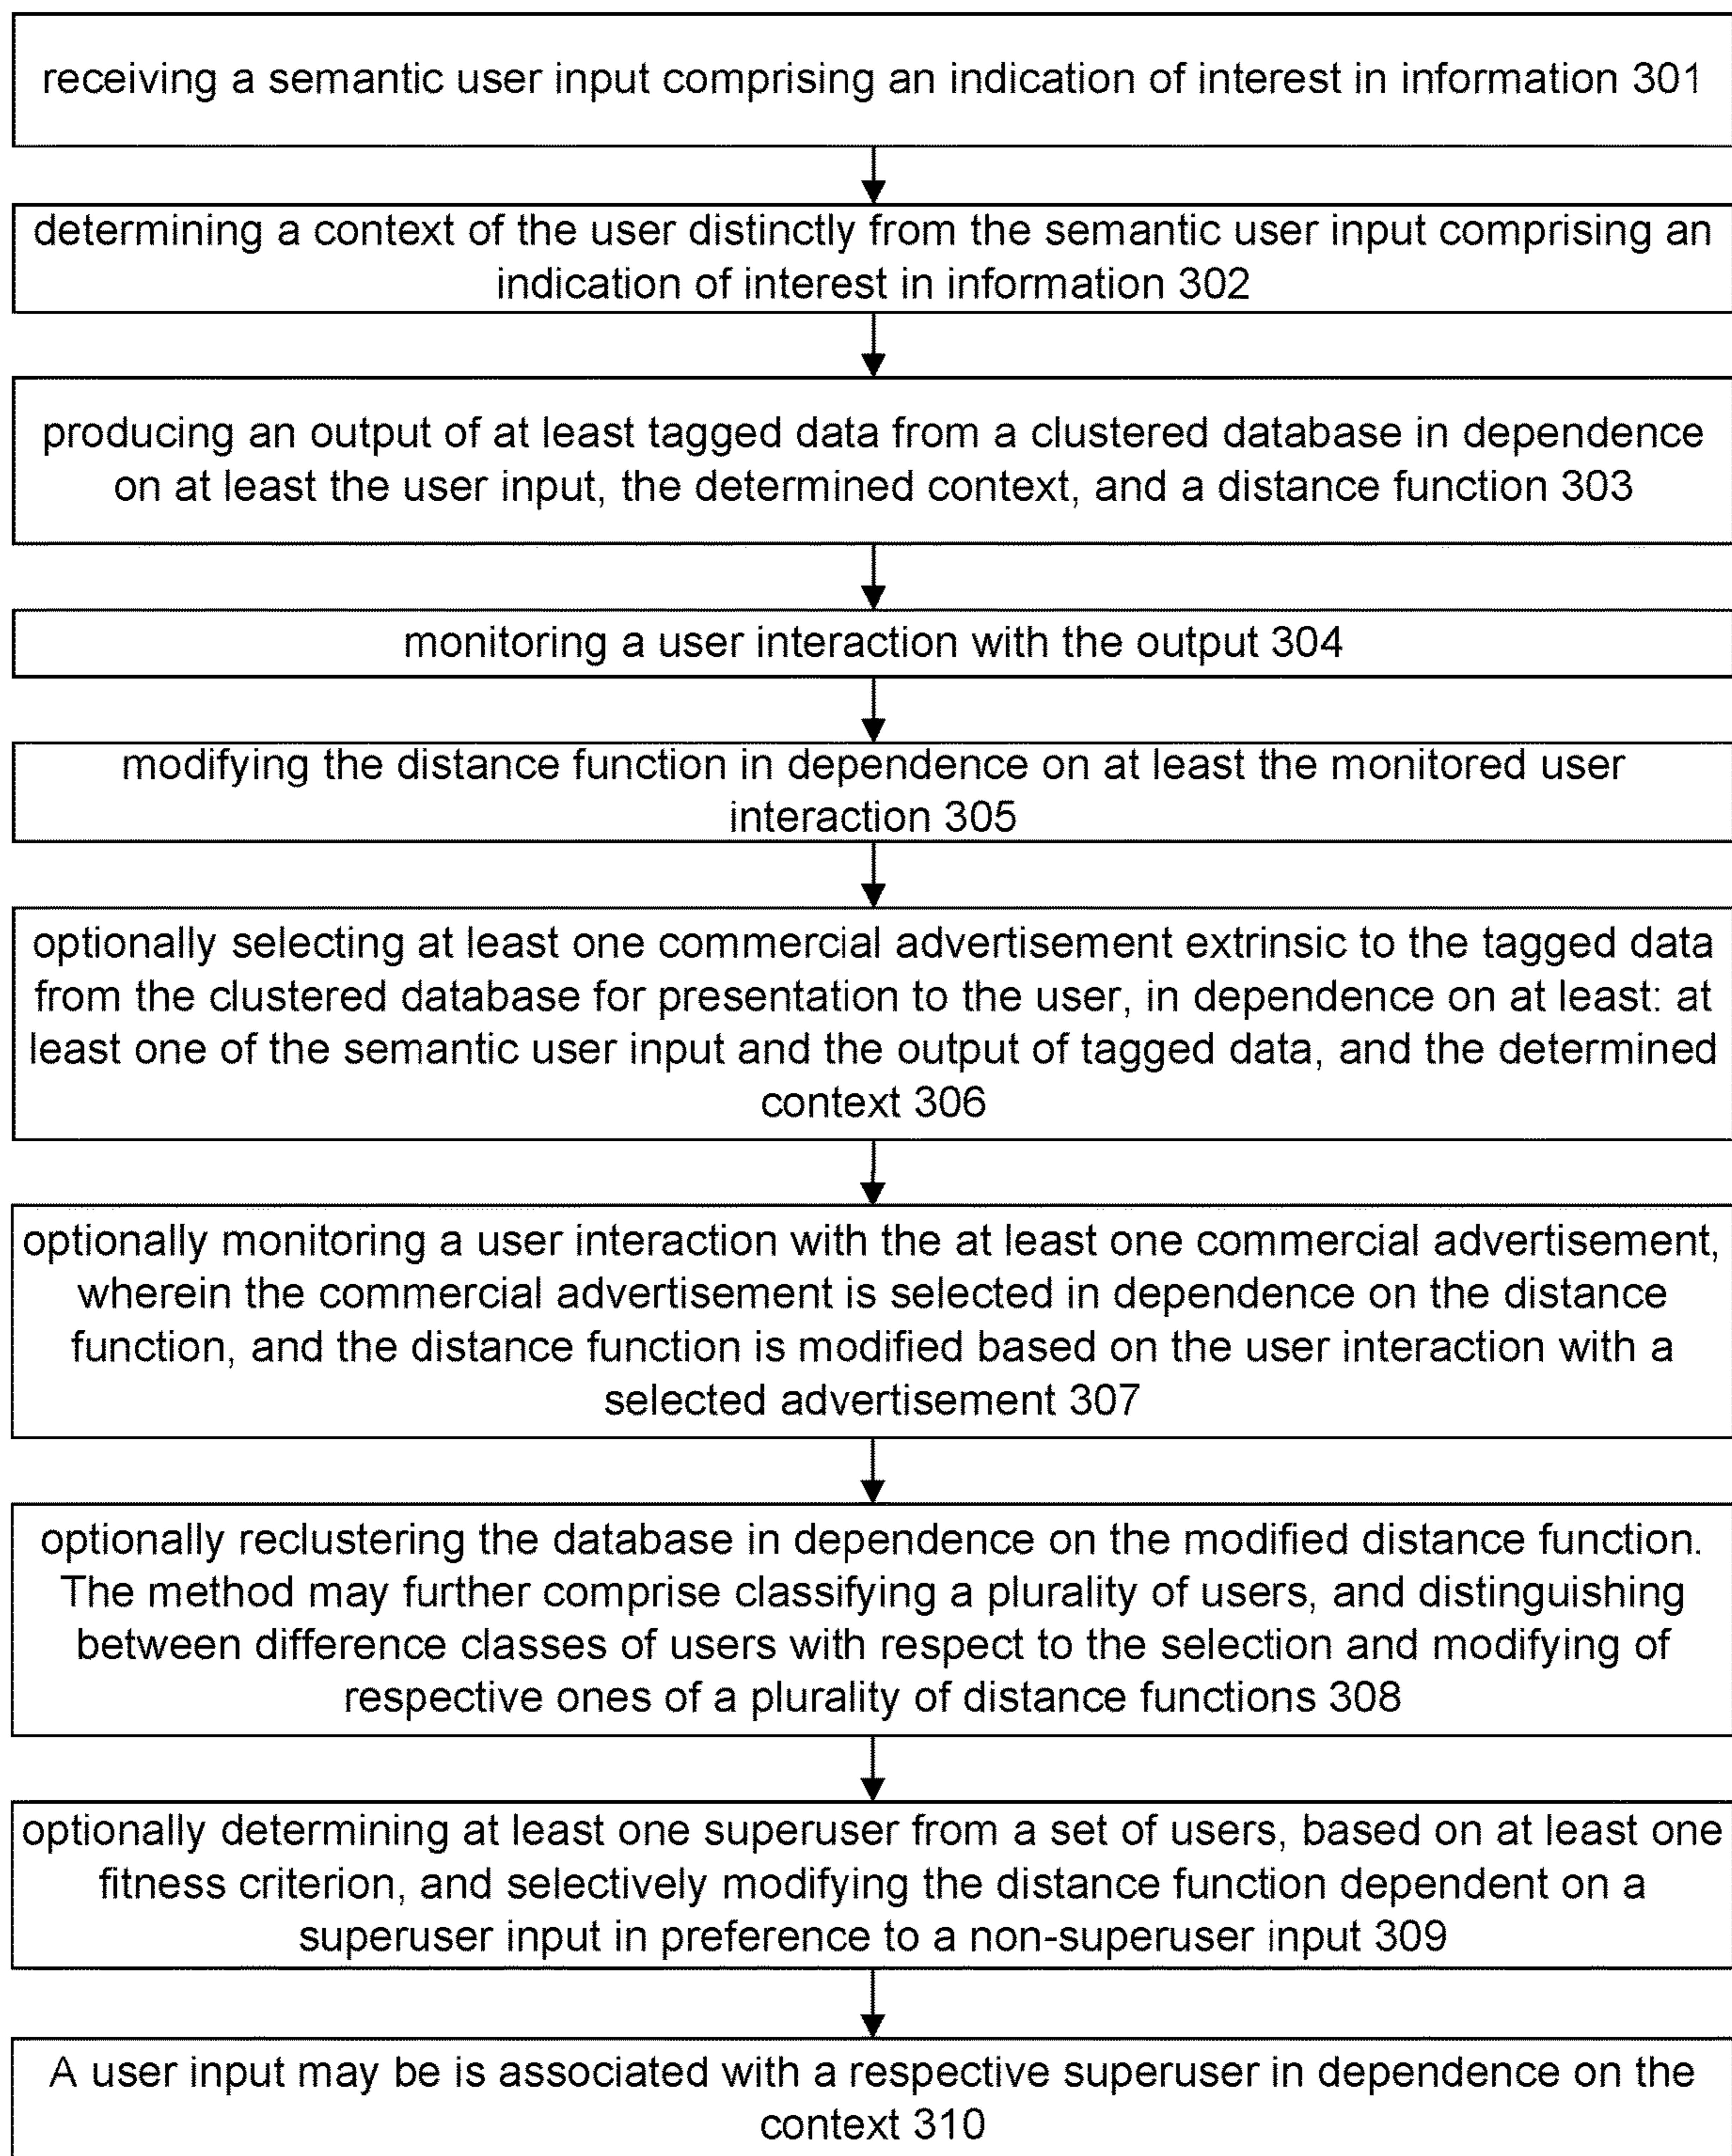 receiving a semantic user input comprising an indication of interest in information 301
determining a context of the user distinctly from the semantic user input comprising an
indication of interest in information 302
producing an output of at least tagged data from a clustered database in dependence
on at least the user input, the determined context, and a distance function 303
monitoring a user interaction with the output 304
modifying the distance function in dependence on at least the monitored user
interaction 305
optionally selecting at least one commercial advertisement extrinsic to the tagged data
from the clustered database for presentation to the user, in dependence on at least: at
least one of the semantic user input and the output of tagged data, and the determined
context 306
optionally monitoring a user interaction with the at least one commercial advertisement,
wherein the commercial advertisement is selected in dependence on the distance
function, and the distance function is modified based on the user interaction with a
selected advertisement 307
optionally reclustering the database in dependence on the modified distance function.
The method may further comprise classifying a plurality of users, and distinguishing
between difference classes of users with respect to the selection and modifying of
respective ones of a plurality of distance functions 308
optionally determining at least one superuser from a set of users, based on at least one
fitness criterion, and selectively modifying the distance function dependent on a
superuser input in preference to a non-superuser input 309
A user input may be is associated with a respective superuser in dependence on the
context 310